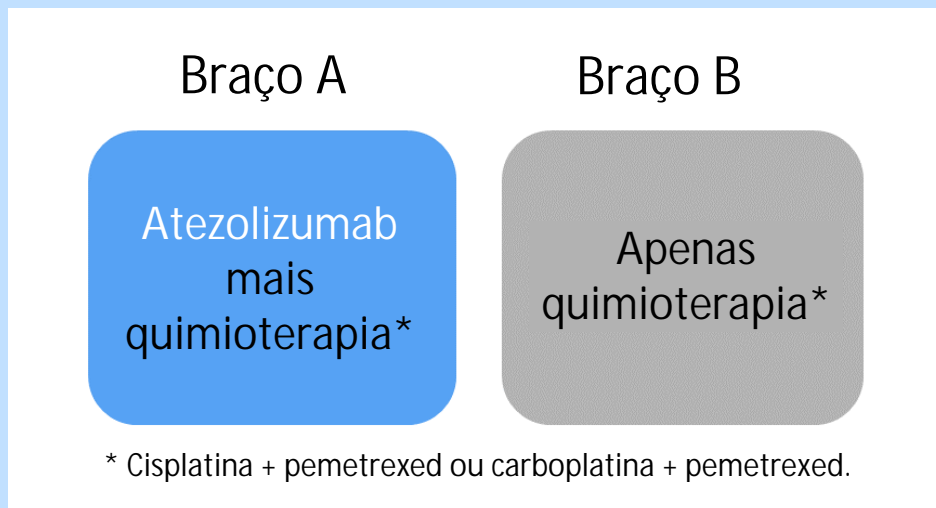 Braço A
Braço B
Atezolizumab
mais
quimioterapia*
Apenas
quimioterapia*
* Cisplatina + pemetrexed ou carboplatina + pemetrexed.